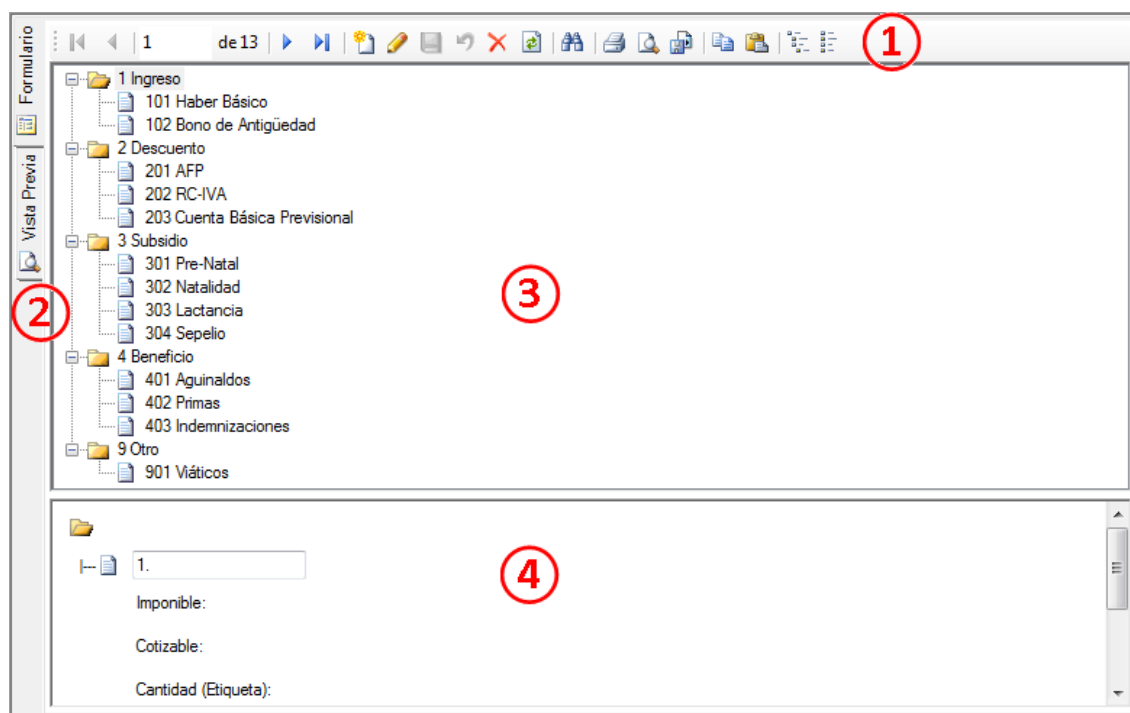 Formulario
Vista Previa
1 de 13
1
1 Ingreso
101 Haber Básico
102 Bono de Antigüedad
2 Descuento
201 AFP
202 RC-IVA
203 Cuenta Básica Previsional
3 Subsidio
301 Pre-Natal
302 Natalidad
303 Lactancia
304 Sepelio
4 Beneficio
401 Aguinaldos
402 Primas
403 Indemnizaciones
9 Otro
901 Viáticos
2
3
1.
4
Imponible:
Cotizable:
Cantidad (Etiqueta):